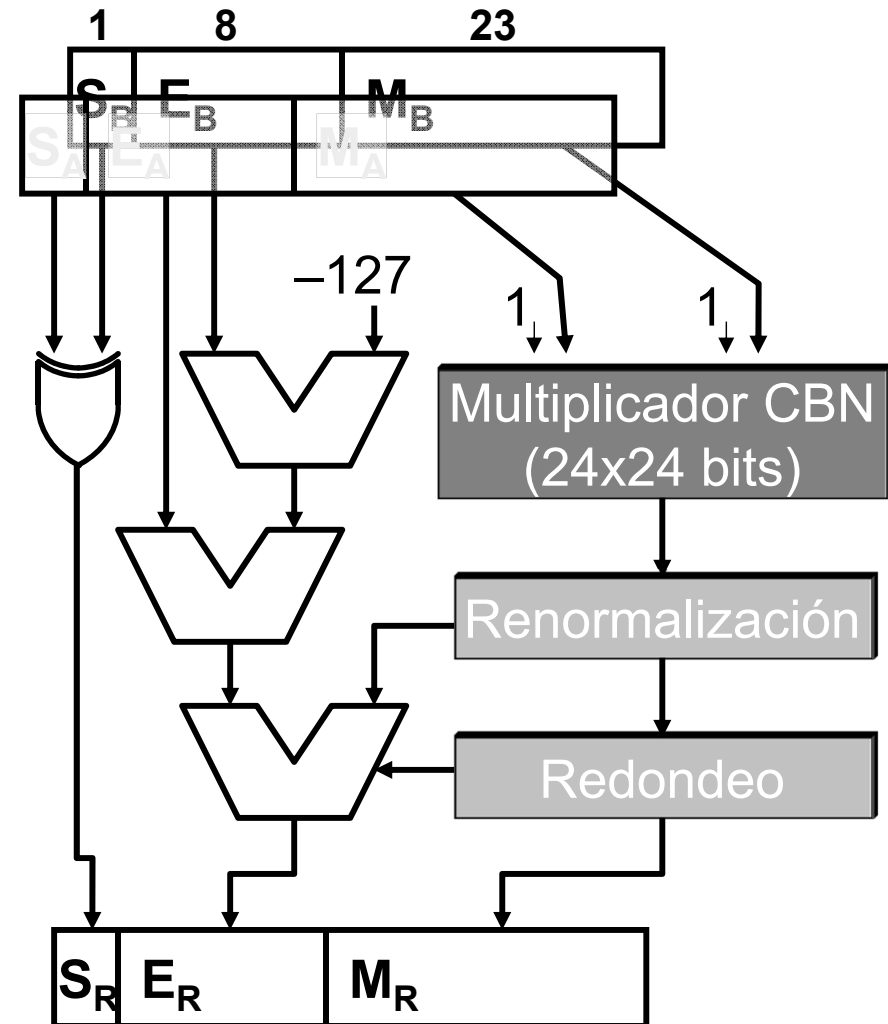 1 8 23
S_B E_B M_B
S_A E_A M_A
–127
1, 1,
Multiplicador CBN
(24x24 bits)
Renormalización
Redondeo
S_R E_R M_R